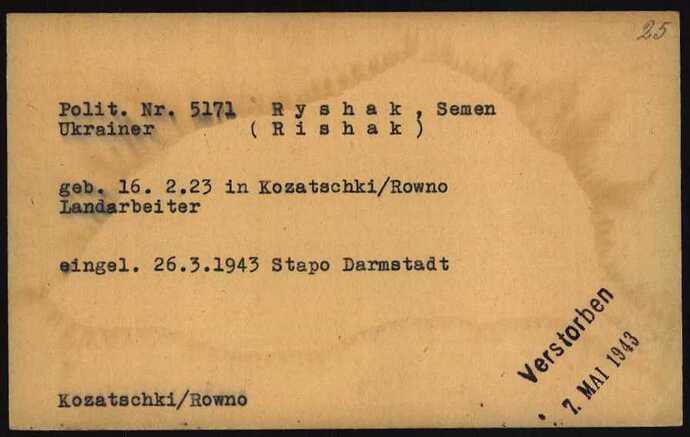 25
Polit. Nr. 5171 R y s h a k , Semen
Ukrainer ( R i s h a k )
geb. 16. 2.23 in Kozatschki/Rowno
Landarbeiter
eingel. 26.3.1943 Stapo Darmstadt
Verstorben
7. MAI 1943
Kozatschki/Rowno